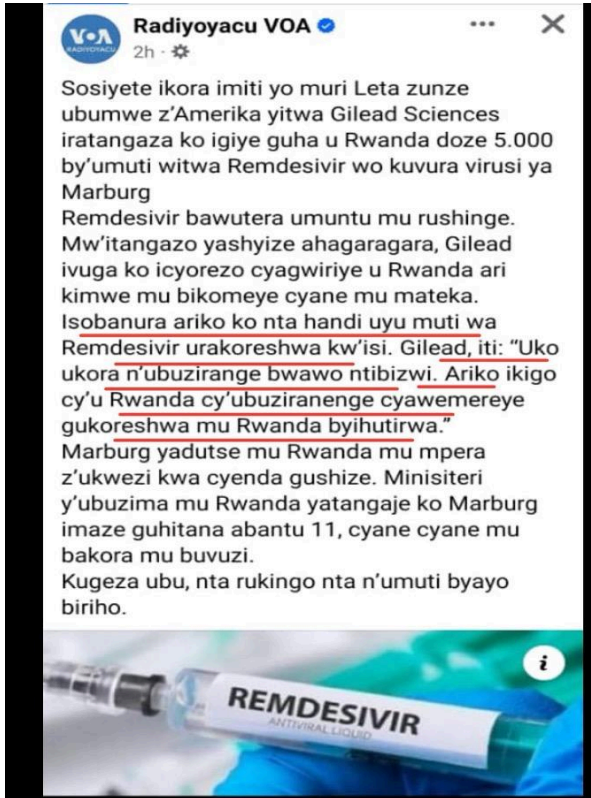 VOA
RADIYOYACU
Radiyoyacu VOA
2h
Sosiyete ikora imiti yo muri Leta zunze
ubumwe z’Amerika yitwa Gilead Sciences
iratangaza ko igiye guha u Rwanda doze 5.000
by’umuti witwa Remdesivir wo kuvura virusi ya
Marburg
Remdesivir bawutera umuntu mu rushinge.
Mw’itangazo yashyize ahagaragara, Gilead
ivuga ko icyorezo cyagwiriye u Rwanda ari
kimwe mu bikomeye cyane mu mateka.
Isobanura ariko ko nta handi uyu muti wa
Remdesivir urakoreshwa kw’isi. Gilead, iti: “Uko
ukora n’ubuzirange bwawo ntibizwi. Ariko ikigo
cy’u Rwanda cy’ubuziranenge cyawemereye
gukoreshwa mu Rwanda byihutirwa.”
Marburg yadutse mu Rwanda mu mpera
z’ukwezi kwa cyenda gushize. Minisiteri
y’ubuzima mu Rwanda yatangaje ko Marburg
imaze guhitana abantu 11, cyane cyane mu
bakora mu buvuzi.
Kugeza ubu, nta rukingo nta n’umuti byayo
biriho.
REMDESIVIR
ANTIVIRAL LIQUID